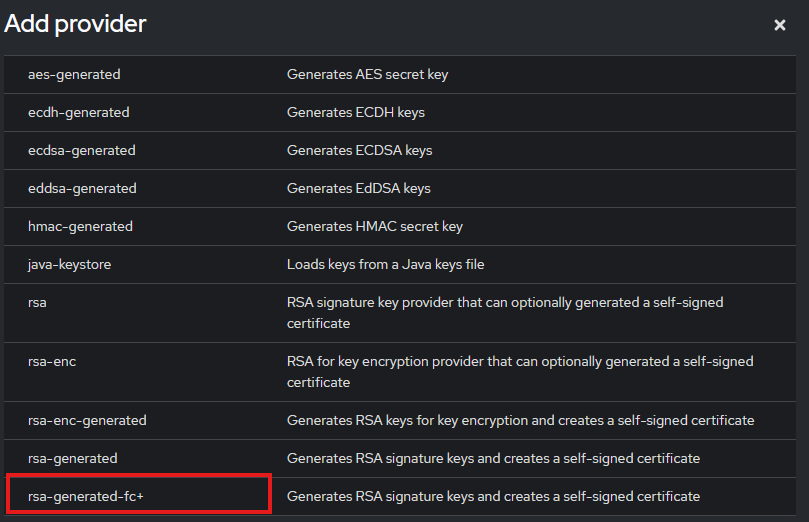 Add provider
aes-generated Generates AES secret key
ecdh-generated Generates ECDH keys
ecdsa-generated Generates ECDSA keys
eddsa-generated Generates EdDSA keys
hmac-generated Generates HMAC secret key
java-keystore Loads keys from a Java keys file
rsa RSA signature key provider that can optionally generated a self-signed
certificate
rsa-enc RSA for key encryption provider that can optionally generated a self-signed
certificate
rsa-enc-generated Generates RSA keys for key encryption and creates a self-signed certificate
rsa-generated Generates RSA signature keys and creates a self-signed certificate
rsa-generated-fc+ Generates RSA signature keys and creates a self-signed certificate